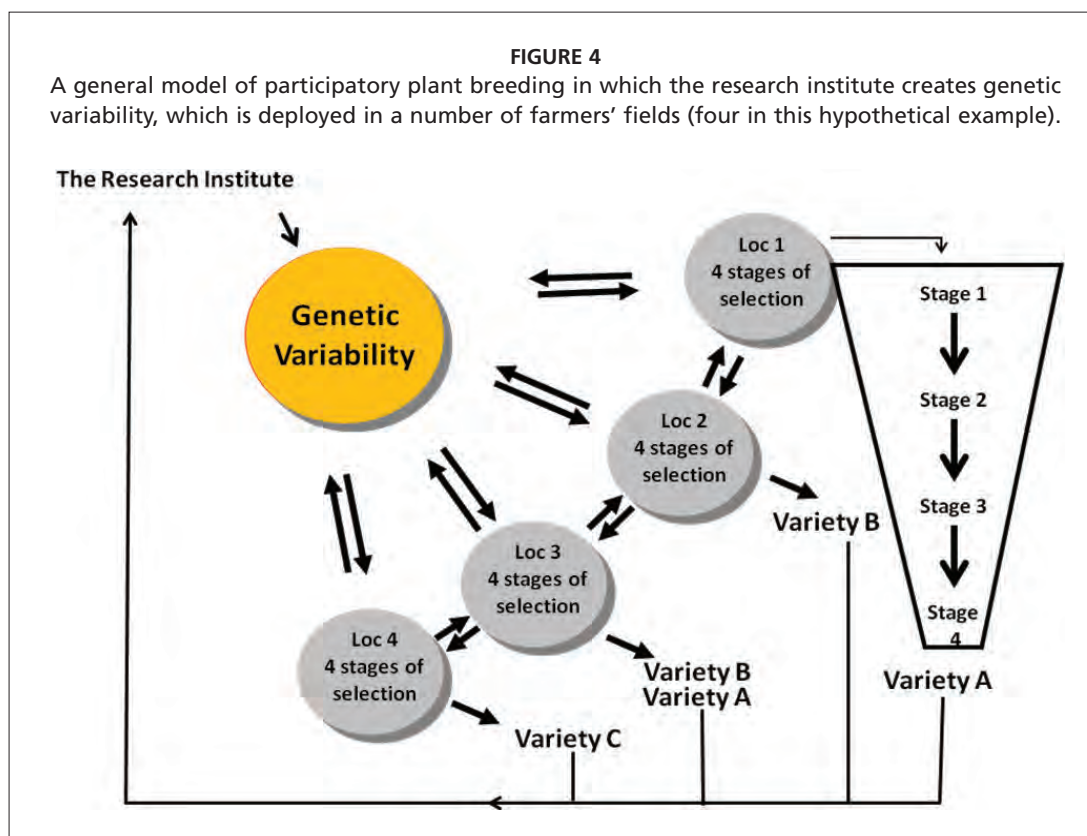 FIGURE 4
A general model of participatory plant breeding in which the research institute creates genetic
variability, which is deployed in a number of farmers’ fields (four in this hypothetical example).
The Research Institute
Genetic
Variability
Loc 1
4 stages of
selection
Stage 1
Stage 2
Stage 3
Stage
4
Variety A
Loc 2
4 stages of
selection
Variety B
Loc 3
4 stages of
selection
Variety B
Variety A
Loc 4
4 stages of
selection
Variety C